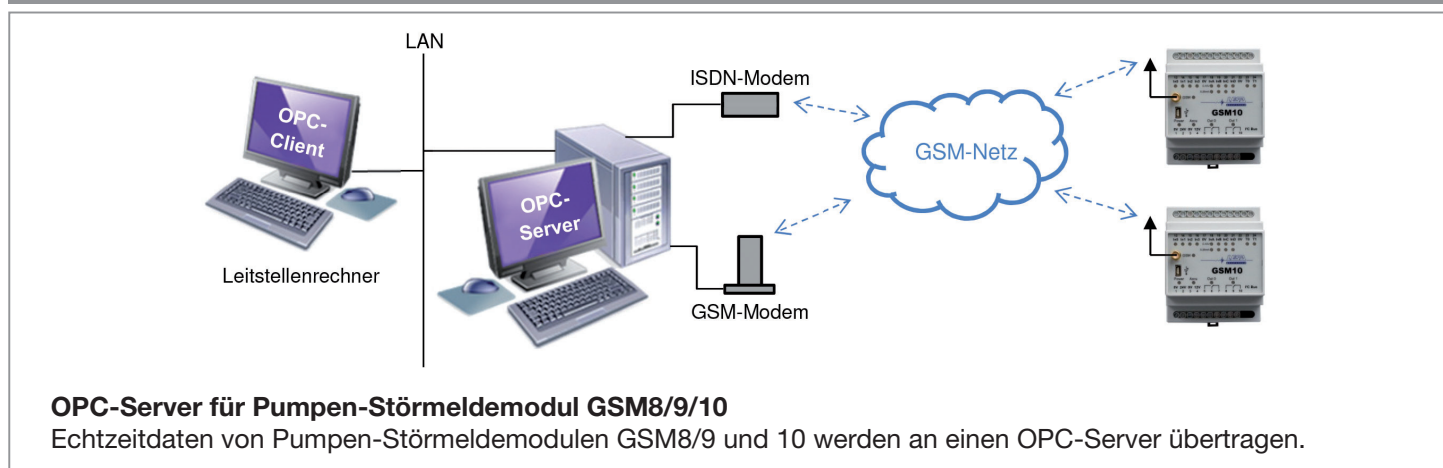 LAN
ISDN-Modem
OPC-
Client
GSM-Netz
OPC-
Server
GSM10
GSM10
Leitstellenrechner
GSM-Modem
OPC-Server für Pumpen-Störmeldemodul GSM8/9/10
Echtzeitdaten von Pumpen-Störmeldemodulen GSM8/9 und 10 werden an einen OPC-Server übertragen.